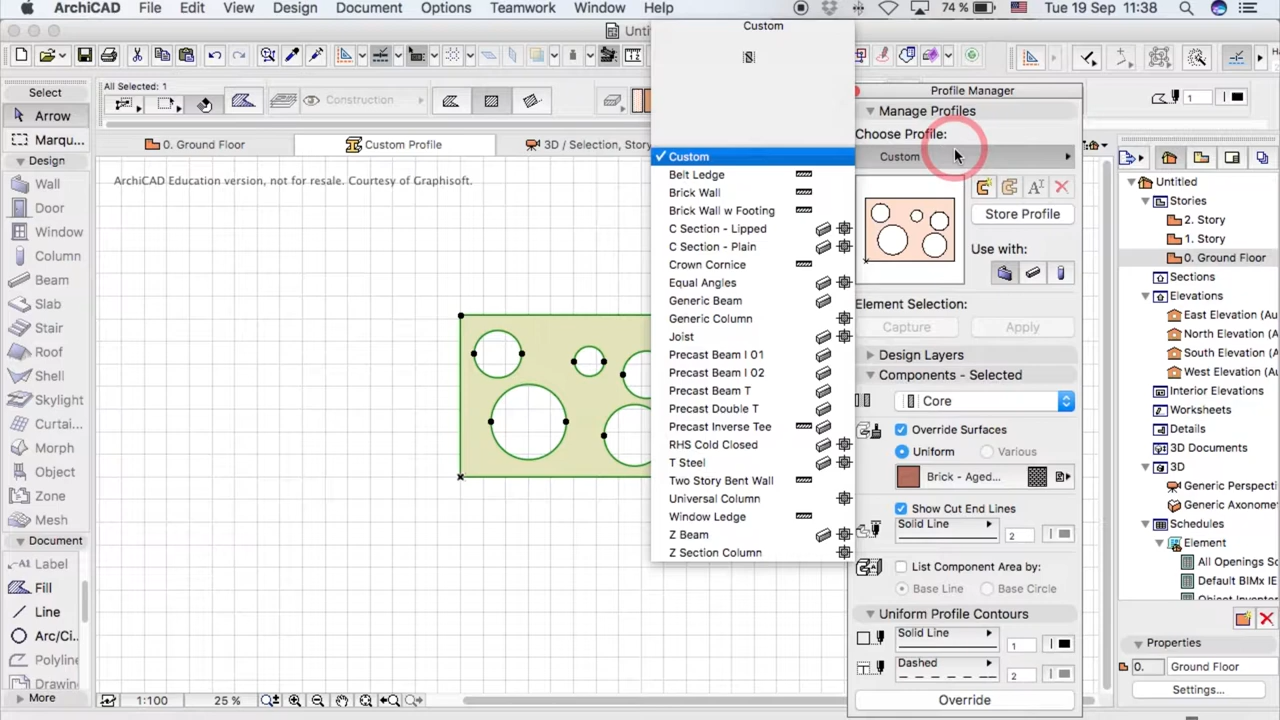 ArchiCAD File Edit View Design Document Options Teamwork Window Help 74 % Tue 19 Sep 11:38
Custom
Select
Arrow
Marqu...
Design
Wall
Door
Window
Column
Beam
Slab
Stair
Roof
Shell
Skylight
Curtai...
Morph
Object
Zone
Mesh
Document
Label
Fill
Line
Arc/Ci...
Polyline
Drawin
More
All Selected: 1
Construction
0. Ground Floor
Custom Profile
3D / Selection, Story
ArchiCAD Education version, not for resale. Courtesy of Graphisoft.
Custom
Belt Ledge
Brick Wall
Brick Wall w Footing
C Section - Lipped
C Section - Plain
Crown Cornice
Equal Angles
Generic Beam
Generic Column
Joist
Precast Beam I 01
Precast Beam I 02
Precast Beam T
Precast Double T
Precast Inverse Tee
RHS Cold Closed
T Steel
Two Story Bent Wall
Universal Column
Window Ledge
Z Beam
Z Section Column
Profile Manager
Manage Profiles
Choose Profile:
Custom
Store Profile
Use with:
Element Selection:
Capture Apply
Design Layers
Components - Selected
Core
Override Surfaces
Uniform Various
Brick - Aged...
Show Cut End Lines
Solid Line 2
List Component Area by:
Base Line Base Circle
Uniform Profile Contours
Solid Line 1
Dashed 2
Override
1
Untitled
Stories
2. Story
1. Story
0. Ground Floor
Sections
Elevations
East Elevation (Au
North Elevation (A
South Elevation (A
West Elevation (A
Interior Elevations
Worksheets
Details
3D Documents
3D
Generic Perspecti
Generic Axonome
Schedules
Element
All Openings Sc
Default BIMx IE
Properties
0. Ground Floor
Settings...
1:100 25 %